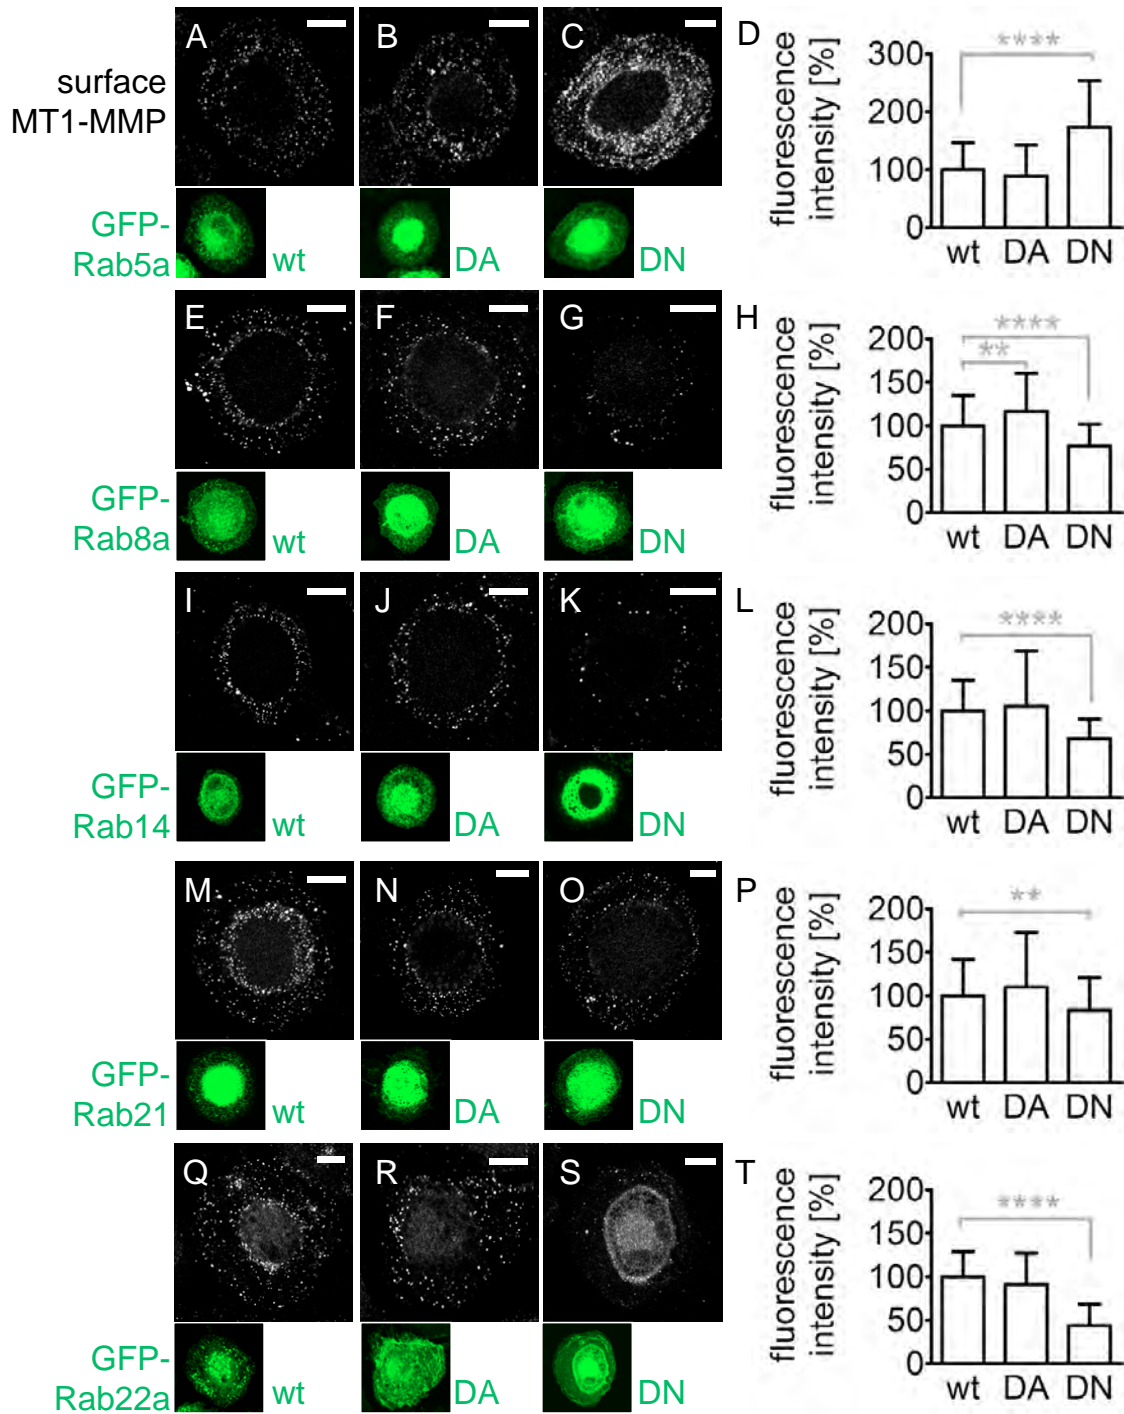 A
B
C
surface
MT1-MMP
GFP-
Rab5a
wt
DA
DN
D
fluorescence
intensity [%]
300
200
100
0
****
wt DA DN
E
F
G
GFP-
Rab8a
wt
DA
DN
H
fluorescence
intensity [%]
200
150
100
50
0
****
**
wt DA DN
I
J
K
GFP-
Rab14
wt
DA
DN
L
fluorescence
intensity [%]
200
150
100
50
0
****
wt DA DN
M
N
O
GFP-
Rab21
wt
DA
DN
P
fluorescence
intensity [%]
200
150
100
50
0
**
wt DA DN
Q
R
S
GFP-
Rab22a
wt
DA
DN
T
fluorescence
intensity [%]
200
150
100
50
0
****
wt DA DN